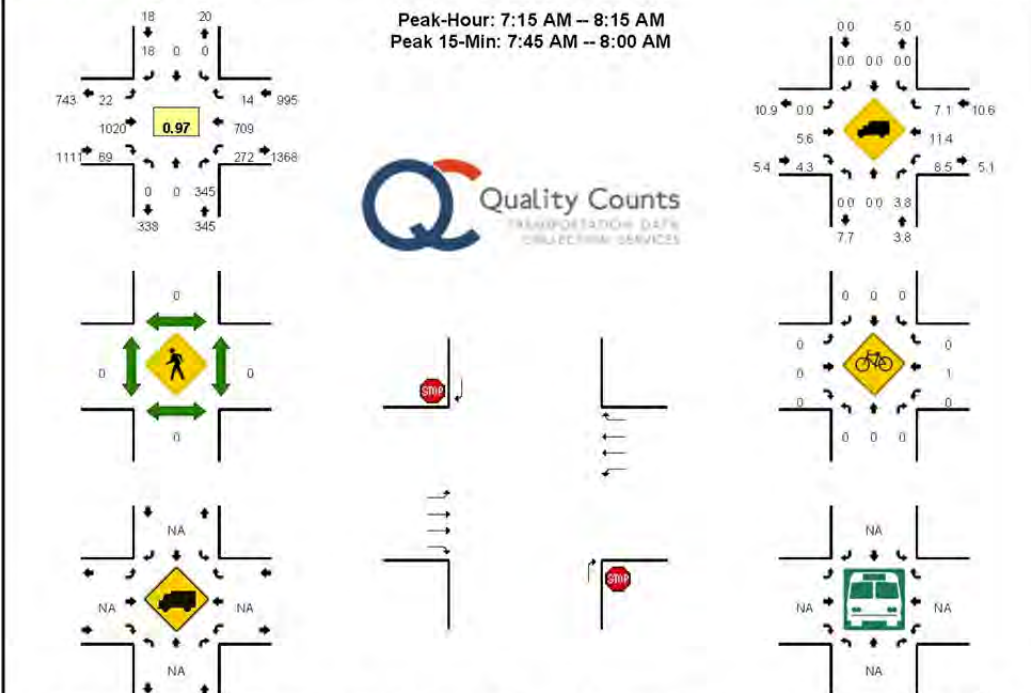 Peak-Hour: 7:15 AM -- 8:15 AM
Peak 15-Min: 7:45 AM -- 8:00 AM
18 20
18 0 0
743 22 14 995
1020 0.97 709
1111 69 272 1368
0 0 345
338 345
Quality Counts
TRANSPORTATION DATA
COLLECTION SERVICES
0.0 5.0
0.0 0.0 0.0
10.9 0.0 7.1 10.6
5.6 11.4
5.4 4.3 8.5 5.1
0.0 0.0 3.8
7.7 3.8
0
0 0
0
STOP
STOP
0 0 0
0 0
0 1
0 0
0 0 0
NA
NA NA
NA
NA
NA NA
NA